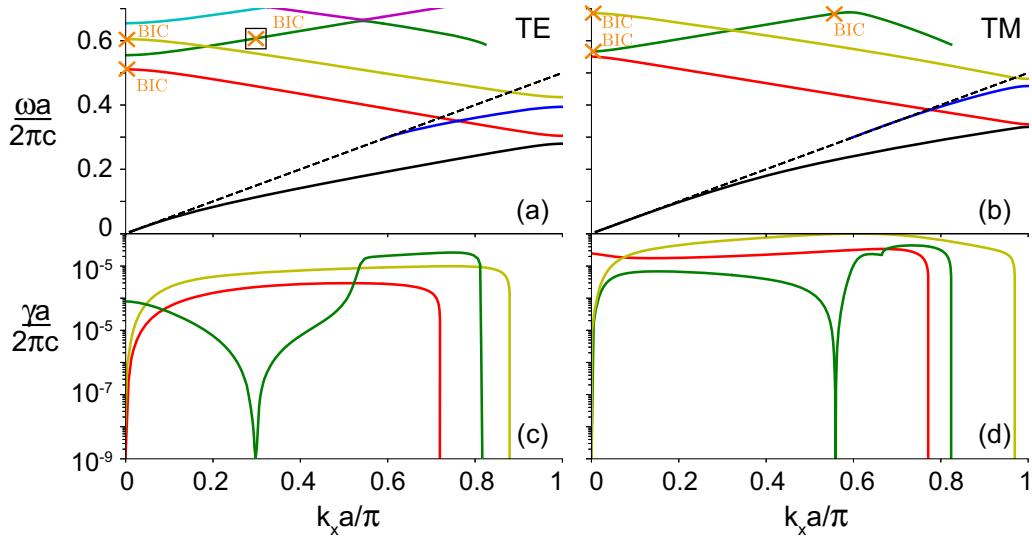 BIC BIC TE
BIC
BIC BIC TM
BIC
0.6
0.4
0.2
0
ωa
2πc
(a) (b)
10⁻⁵
10⁻⁵
10⁻⁷
10⁻⁹
γa
2πc
(c) (d)
0 0.2 0.4 0.6 0.8 1
0 0.2 0.4 0.6 0.8 1
kₓa/π kₓa/π